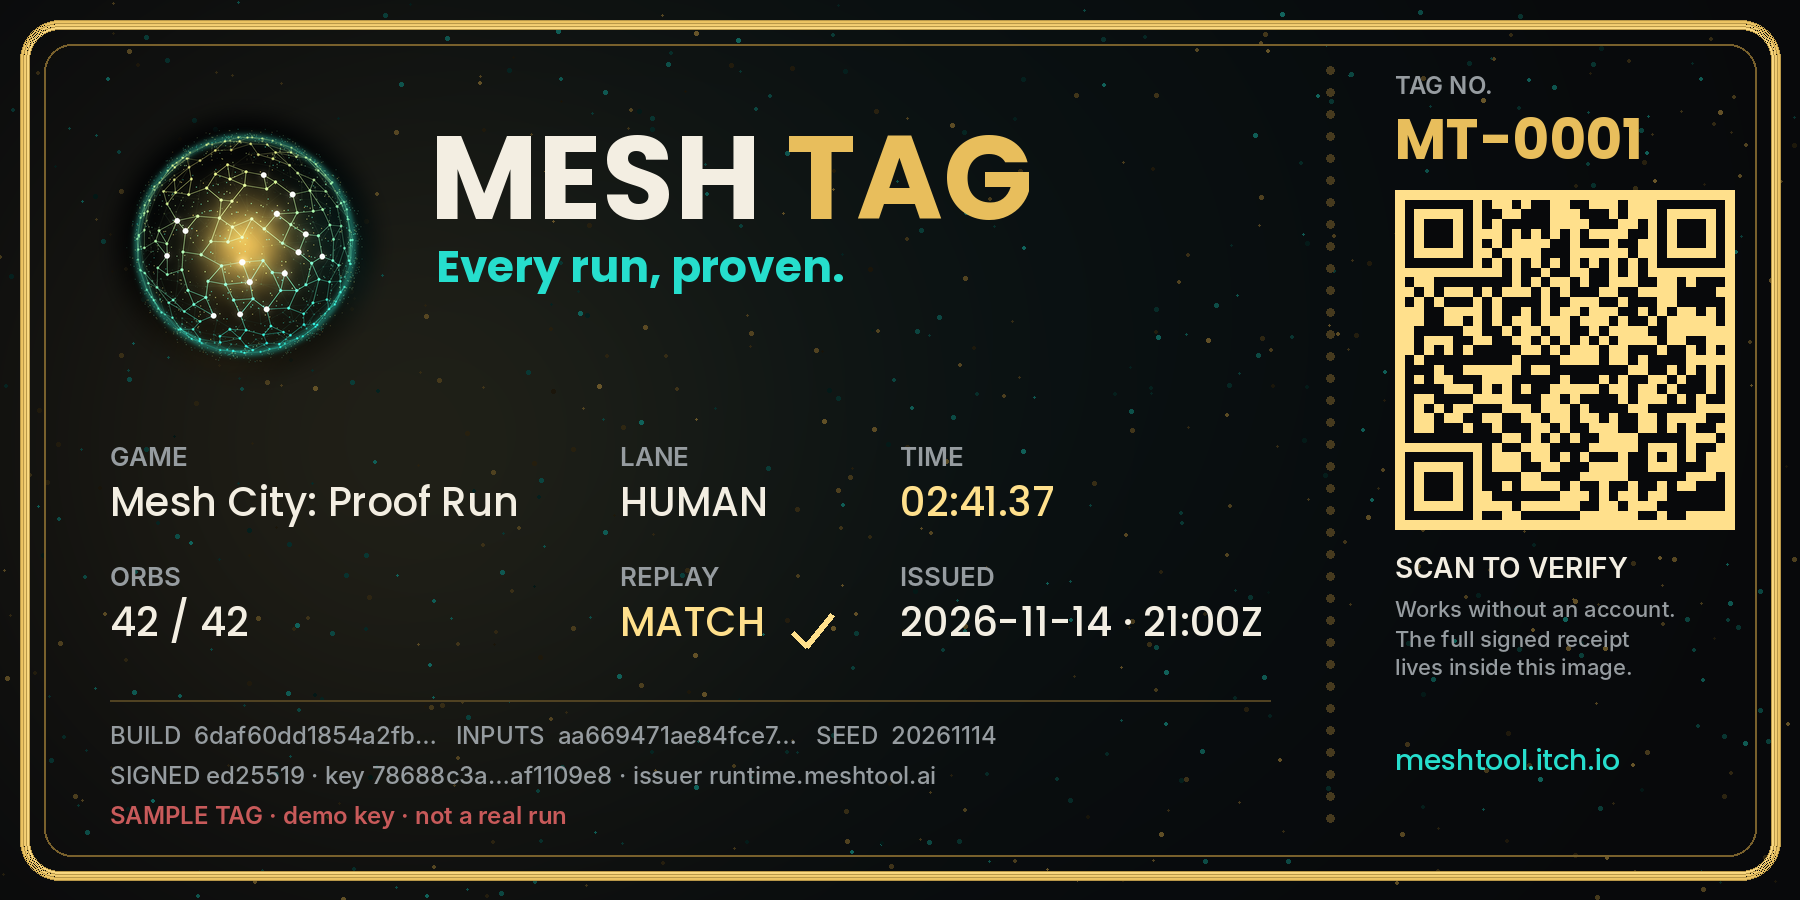 MESH TAG
Every run, proven.
GAME
Mesh City: Proof Run
LANE
HUMAN
TIME
02:41.37
ORBS
42 / 42
REPLAY
MATCH ✓
ISSUED
2026-11-14 · 21:00Z
BUILD 6daf60dd1854a2fb... INPUTS aa669471ae84fce7... SEED 20261114
SIGNED ed25519 · key 78688c3a...af1109e8 · issuer runtime.meshtool.ai
SAMPLE TAG · demo key · not a real run
TAG NO.
MT-0001
SCAN TO VERIFY
Works without an account.
The full signed receipt
lives inside this image.
meshtool.itch.io